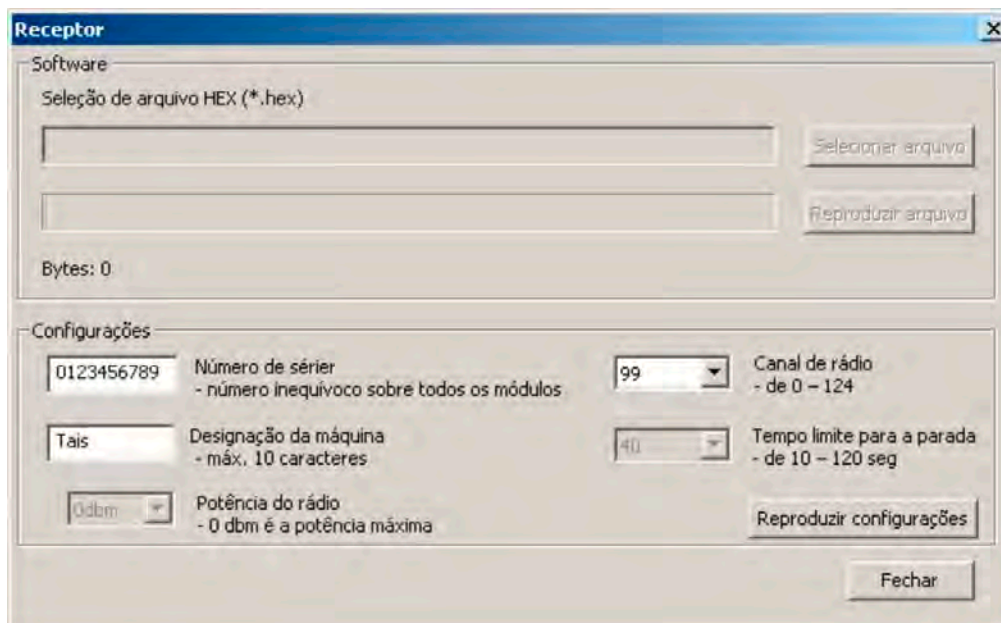 Receptor
Software
Seleção de arquivo HEX (*.hex)
Selecionar arquivo
Reproduzir arquivo
Bytes: 0
Configurações
0123456789
Número de sérier
- número inequivoco sobre todos os módulos
99
Canal de rádio
- de 0 – 124
Tais
Designação da máquina
- máx. 10 caracteres
40
Tempo limite para a parada
- de 10 – 120 seg
0dbm
Potência do rádio
- 0 dbm é a potência máxima
Reproduzir configurações
Fechar